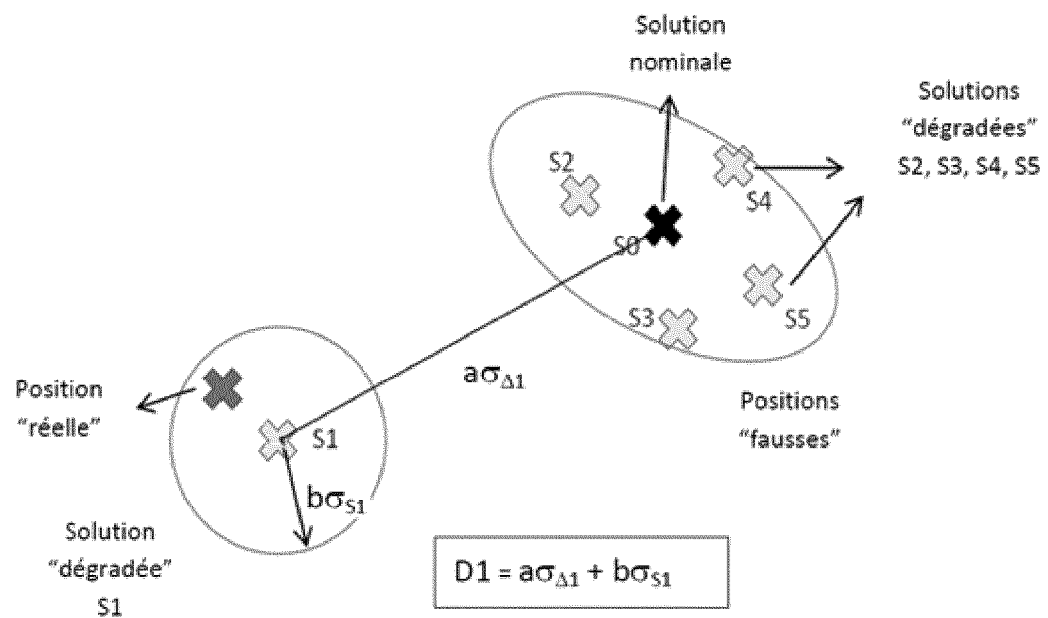 Solution
nominale
Solutions
“dégradées”
S2, S3, S4, S5
S2
S4
S0
S3
S5
aσΔ1
Positions
“fausses”
Position
“réelle”
S1
bσS1
Solution
“dégradée”
S1
D1 = aσΔ1 + bσS1